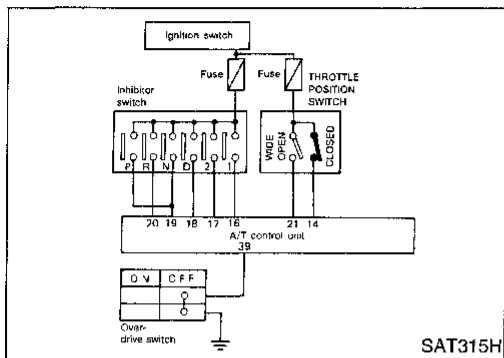 Ignition switch
Fuse
Fuse
THROTTLE
POSITION
SWITCH
Inhibitor
switch
WIDE
OPEN
CLOSED
P R N D 2 1
20 19 18 17 16 21 14
A/T control unit
39
ON OFF
Over-
drive switch
SAT315H